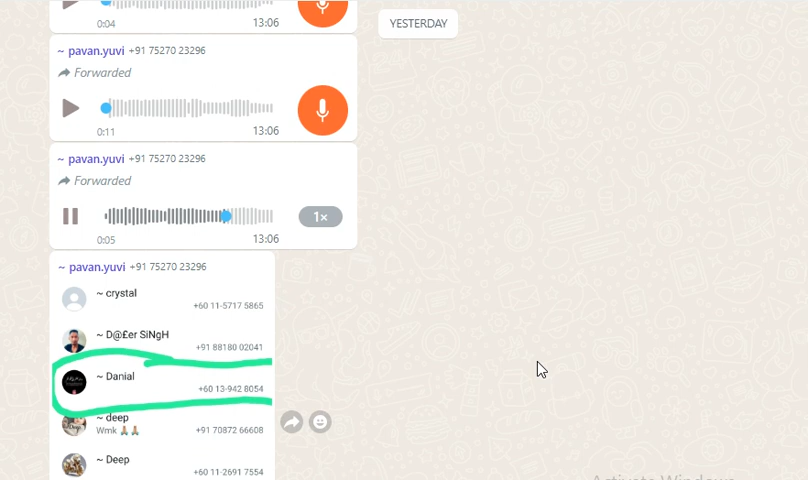 YESTERDAY
0:04 13:06
~ pavan.yuvi +91 75270 23296
Forwarded
0:11 13:06
~ pavan.yuvi +91 75270 23296
Forwarded
1×
0:05 13:06
~ pavan.yuvi +91 75270 23296
~ crystal
+60 11-5717 5865
~ D@£er SiNgH
+91 88180 02041
~ Danial
+60 13-942 8054
~ deep
Wmk 🙏🏼 🙏🏼 +91 70872 66608
~ Deep
+60 11-2691 7554
Activate Windows